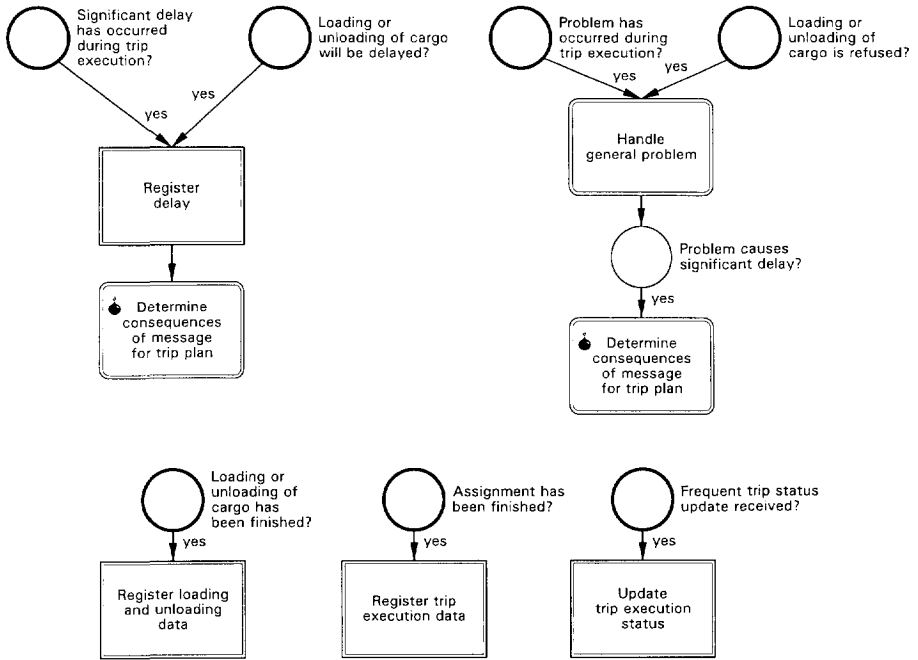 Significant delay
has occurred
during trip
execution?
Loading or
unloading of cargo
will be delayed?
yes
yes
Register
delay
Determine
consequences
of message
for trip plan
Problem has
occurred during
trip execution?
Loading or
unloading of
cargo is refused?
yes
yes
Handle
general problem
Problem causes
significant delay?
yes
Determine
consequences
of message
for trip plan
Loading or
unloading of
cargo has
been finished?
yes
Register loading
and unloading
data
Assignment has
been finished?
yes
Register trip
execution data
Frequent trip status
update received?
yes
Update
trip execution
status